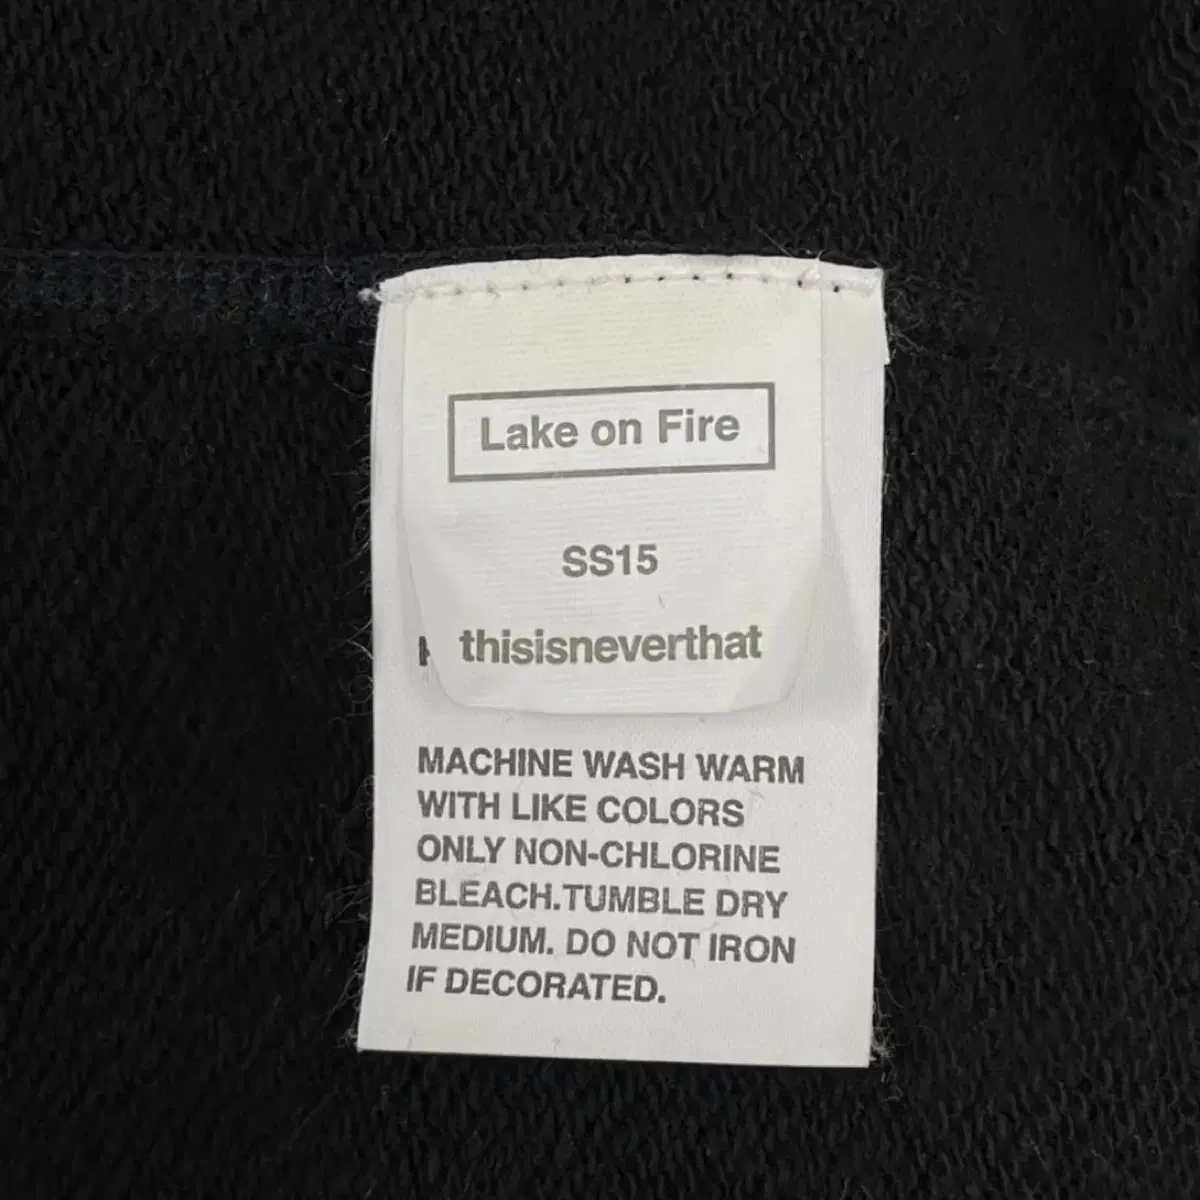 Lake on Fire
SS15
thisisneverthat
MACHINE WASH WARM
WITH LIKE COLORS
ONLY NON-CHLORINE
BLEACH.TUMBLE DRY
MEDIUM. DO NOT IRON
IF DECORATED.